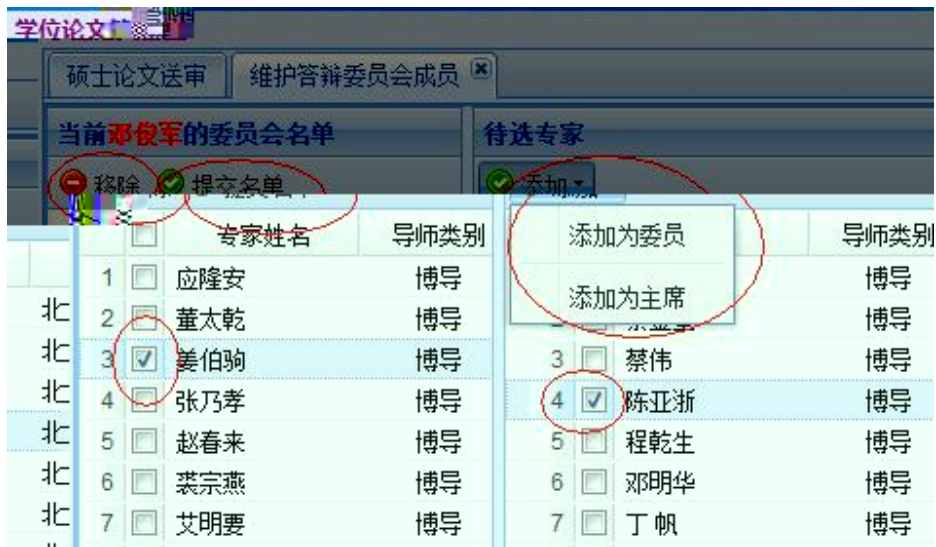 学位论文
硕士论文送审 维护答辩委员会成员
当前邓俊军的委员会名单 待选专家
移除 提交名单 添加
专家姓名 导师类别 添加为委员 导师类别
1 应隆安 博导 添加为主席 博导
北 2 董太乾 博导 博导
北 3 姜伯驹 博导 3 蔡伟 博导
北 4 张乃孝 博导 4 陈亚浙 博导
北 5 赵春来 博导 5 程乾生 博导
北 6 裘宗燕 博导 6 邓明华 博导
北 7 艾明要 博导 7 丁帆 博导